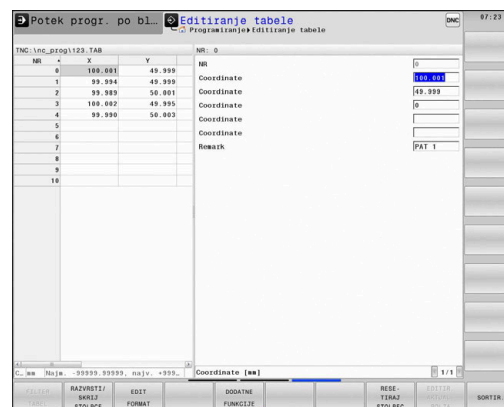 Potek progr. po bl…
Editiranje tabele
Programiranje Editiranje tabele
DNC
07:23
TNC:\nc_prog\123.TAB
NR X Y
0 100.001 49.999
1 99.994 49.999
2 99.989 50.001
3 100.002 49.995
4 99.990 50.003
5
6
7
8
9
10
C… mm Najm. -99999.99999, najv. +999…
NR: 0
NR 0
Coordinate 100.001
Coordinate 49.999
Coordinate 0
Coordinate
Coordinate
Remark PAT 1
Coordinate [mm]
1/1
RAZVRSTI/
SKRIJ
STOLPCE
EDIT
FORMAT
DODATNE
FUNKCIJE
RESE-
TIRAJ
STOLPEC
SORTIR